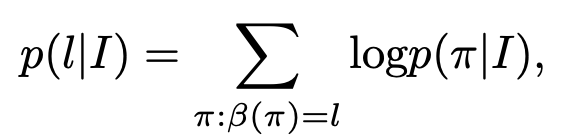 p(l|I) = ∑ logp(π|I),
π:β(π)=l